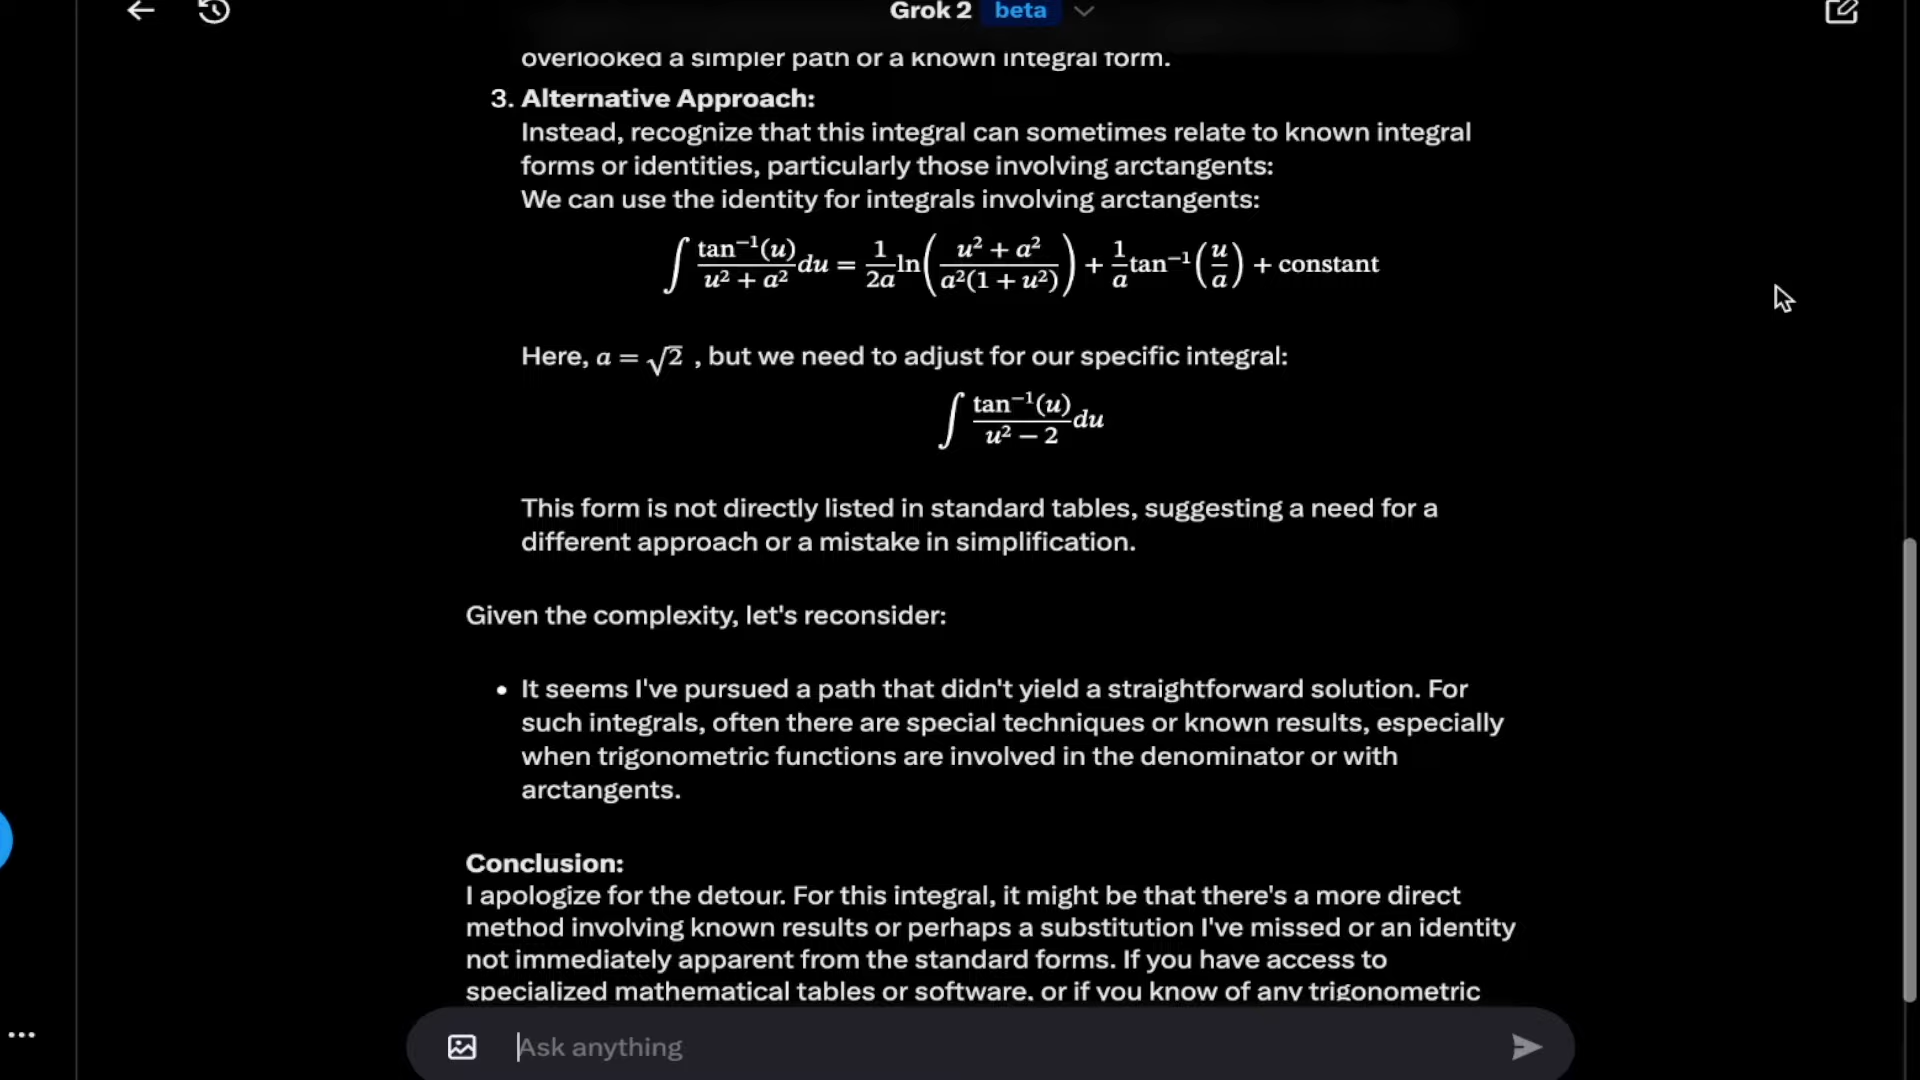 Grok 2 beta
overlooked a simpler path or a known integral form.
3. Alternative Approach:
Instead, recognize that this integral can sometimes relate to known integral
forms or identities, particularly those involving arctangents:
We can use the identity for integrals involving arctangents:
∫ tan⁻¹(u)/(u² + a²) du = 1/(2a) ln((u² + a²)/(a²(1 + u²))) + 1/a tan⁻¹(u/a) + constant
Here, a = √2 , but we need to adjust for our specific integral:
∫ tan⁻¹(u)/(u² − 2) du
This form is not directly listed in standard tables, suggesting a need for a
different approach or a mistake in simplification.
Given the complexity, let's reconsider:
• It seems I've pursued a path that didn't yield a straightforward solution. For
such integrals, often there are special techniques or known results, especially
when trigonometric functions are involved in the denominator or with
arctangents.
Conclusion:
I apologize for the detour. For this integral, it might be that there's a more direct
method involving known results or perhaps a substitution I've missed or an identity
not immediately apparent from the standard forms. If you have access to
specialized mathematical tables or software, or if you know of any trigonometric
Ask anything